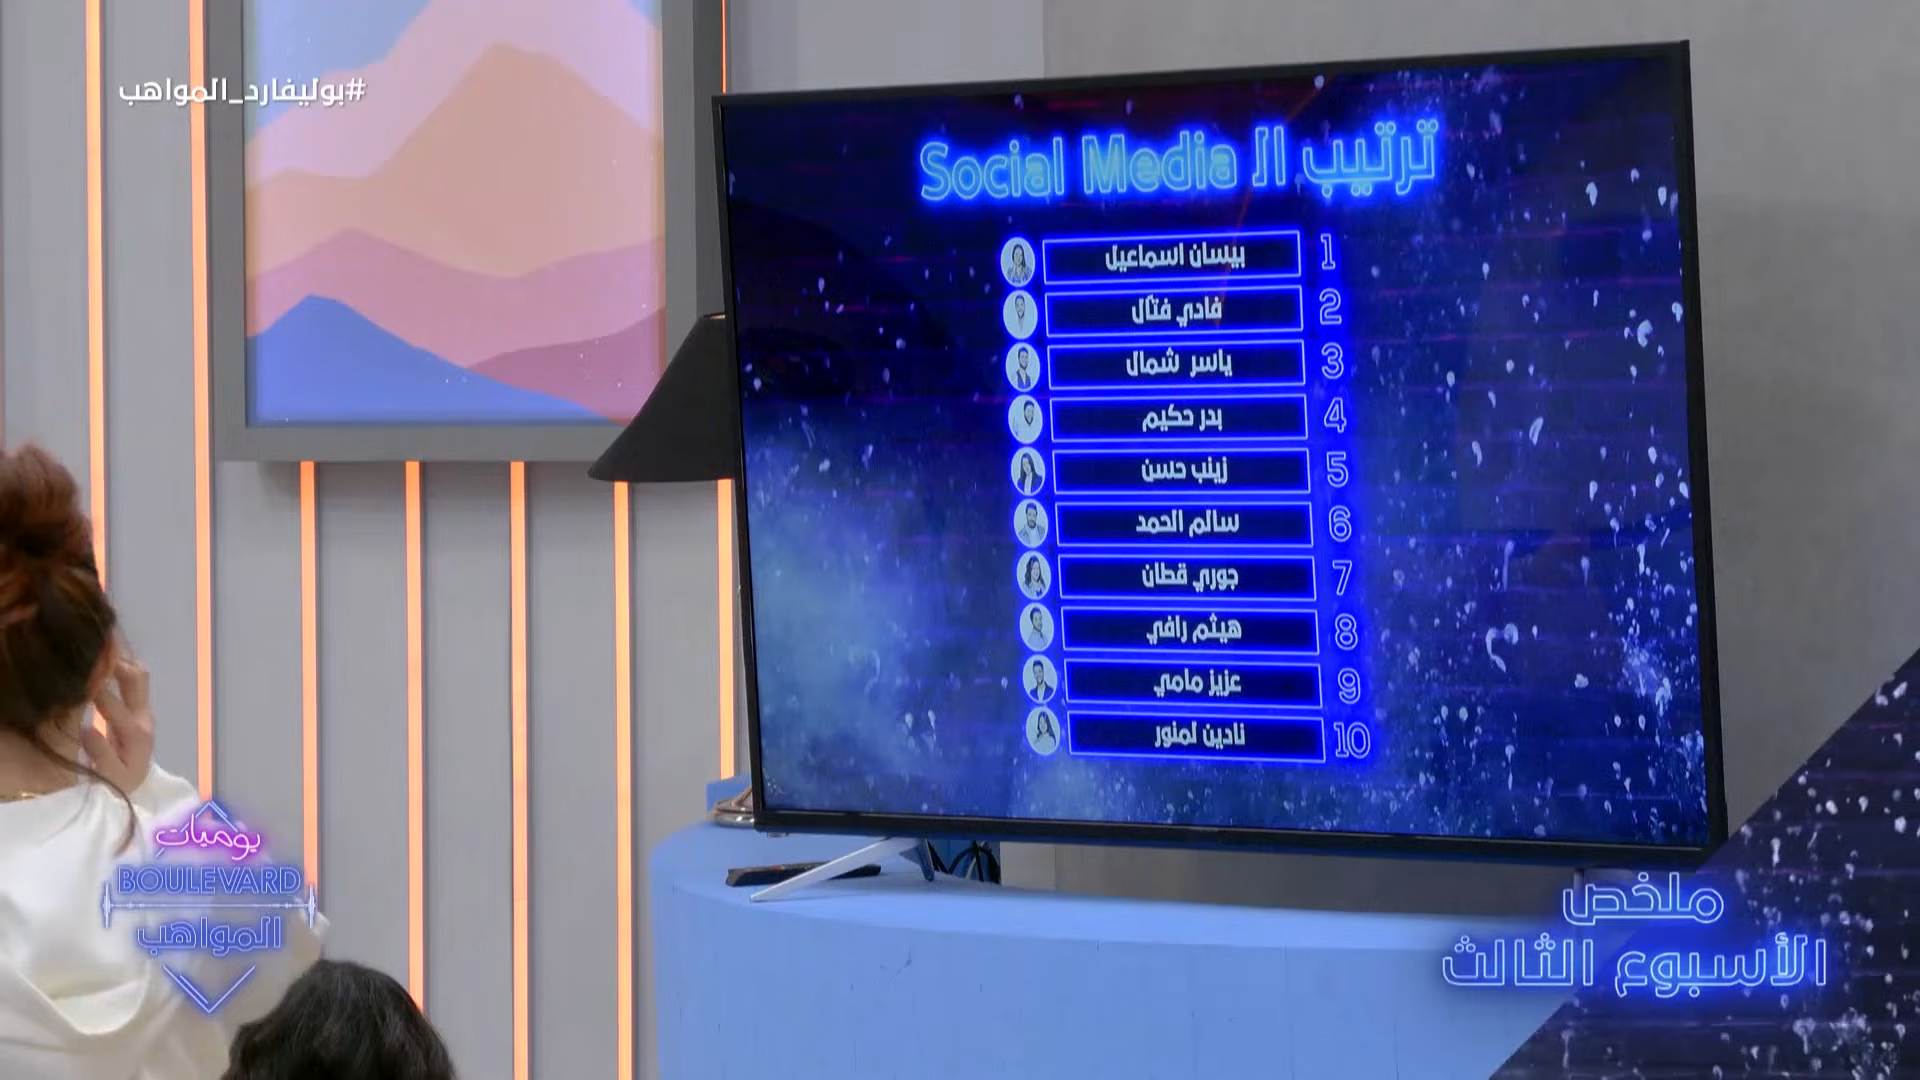 #بوليفارد_المواهب
ترتيب الـ Social Media
1 بيسان اسماعيل
2 فادي فتال
3 ياسر شمال
4 بدر حكيم
5 زينب حسن
6 سالم الحمد
7 جوري قطان
8 هيثم رافي
9 عزيز مامي
10 نادين لمنور
يوميات
BOULEVARD
المواهب
ملخص
الأسبوع الثالث